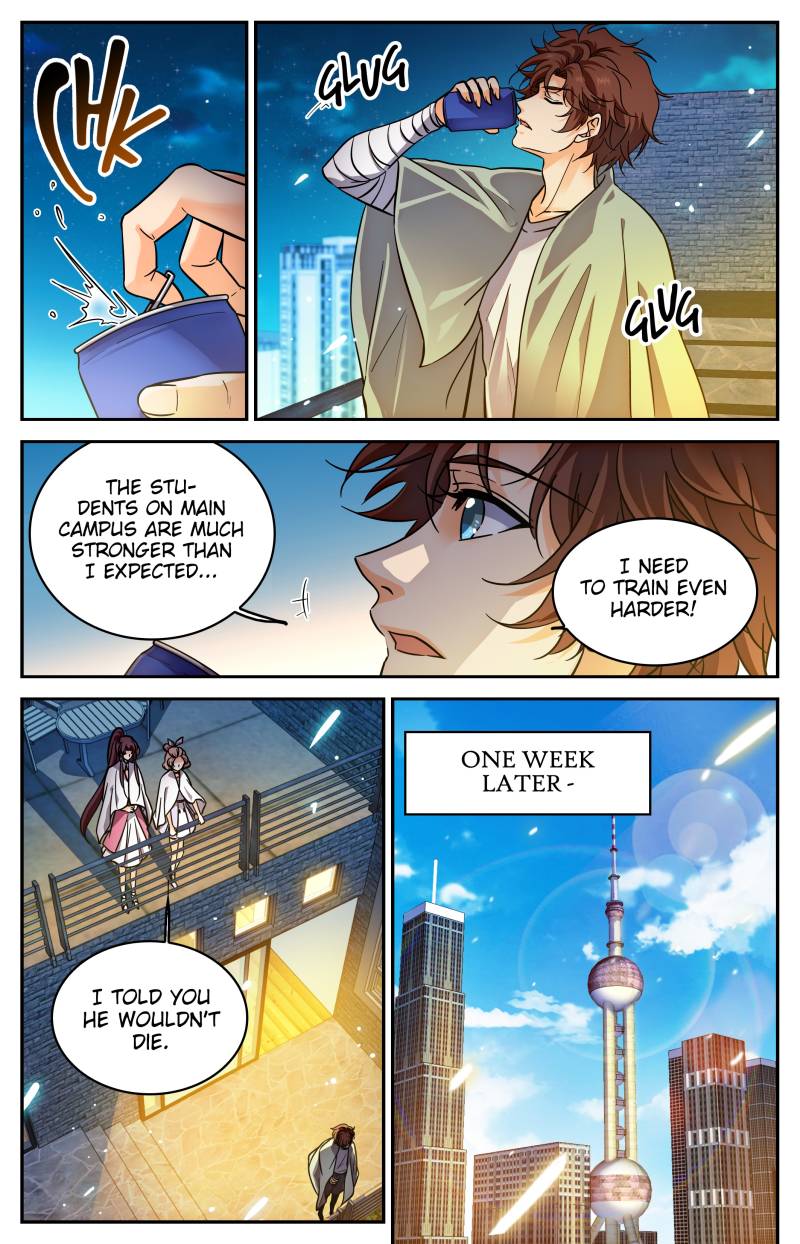 CHK
GLUG
GLUG
THE STU-
DENTS ON MAIN
CAMPUS ARE MUCH
STRONGER THAN
I EXPECTED...
I NEED
TO TRAIN EVEN
HARDER!
I TOLD YOU
HE WOULDN'T
DIE.
ONE WEEK
LATER -